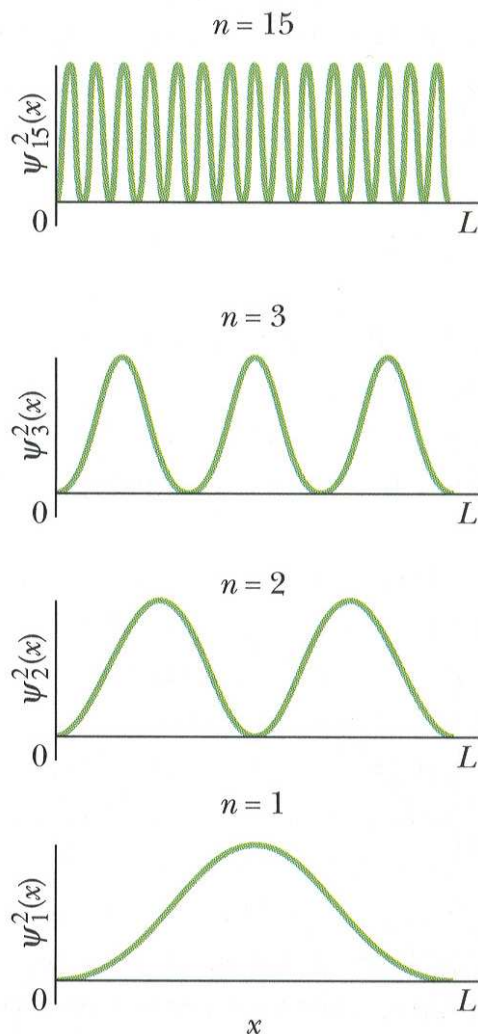 n = 15
ψ²₁₅(x)
0
L
n = 3
ψ²₃(x)
0
L
n = 2
ψ²₂(x)
0
L
n = 1
ψ²₁(x)
0
L
x